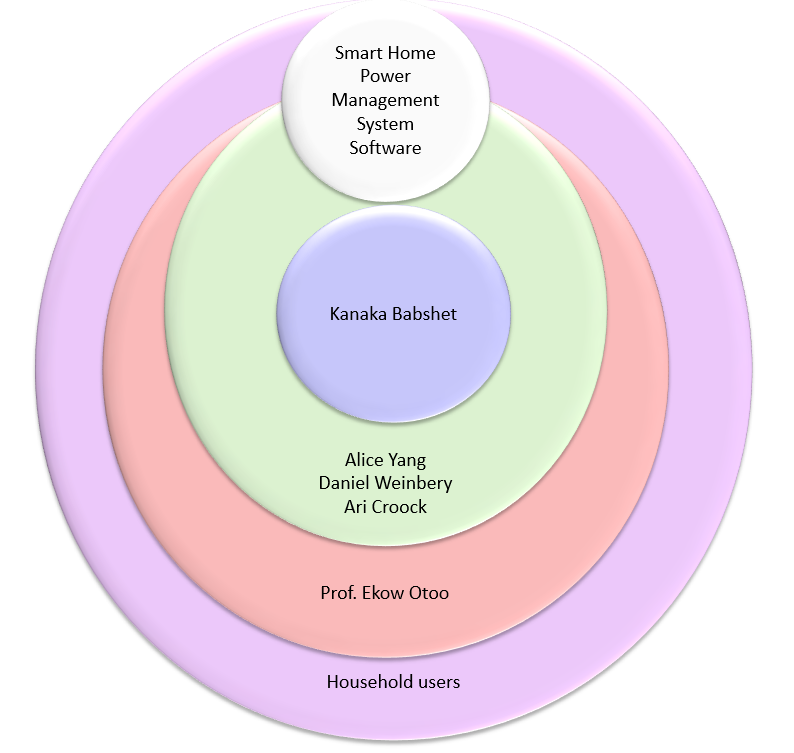 Smart Home
Power
Management
System
Software
Kanaka Babshet
Alice Yang
Daniel Weinbery
Ari Croock
Prof. Ekow Otoo
Household users